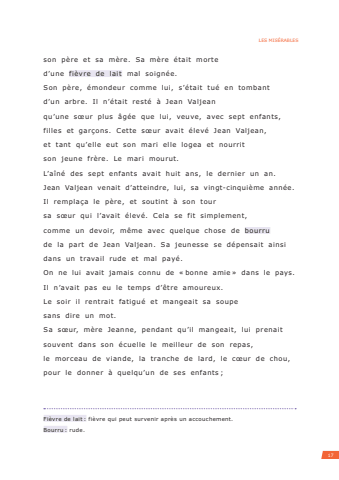 LES MISÉRABLES
son père et sa mère. Sa mère était morte
d'une fièvre de lait mal soignée.
Son père, émondeur comme lui, s'était tué en tombant
d'un arbre. Il n'était resté à Jean Valjean
qu'une sœur plus âgée que lui, veuve, avec sept enfants,
filles et garçons. Cette sœur avait élevé Jean Valjean,
et tant qu'elle eut son mari elle logea et nourrit
son jeune frère. Le mari mourut.
L'aîné des sept enfants avait huit ans, le dernier un an.
Jean Valjean venait d'atteindre, lui, sa vingt-cinquième année.
Il remplaça le père, et soutint à son tour
sa sœur qui l'avait élevé. Cela se fit simplement,
comme un devoir, même avec quelque chose de bourru
de la part de Jean Valjean. Sa jeunesse se dépensait ainsi
dans un travail rude et mal payé.
On ne lui avait jamais connu de « bonne amie » dans le pays.
Il n'avait pas eu le temps d'être amoureux.
Le soir il rentrait fatigué et mangeait sa soupe
sans dire un mot.
Sa sœur, mère Jeanne, pendant qu'il mangeait, lui prenait
souvent dans son écuelle le meilleur de son repas,
le morceau de viande, la tranche de lard, le cœur de chou,
pour le donner à quelqu'un de ses enfants ;
Fièvre de lait : fièvre qui peut survenir après un accouchement.
Bourru : rude.
17